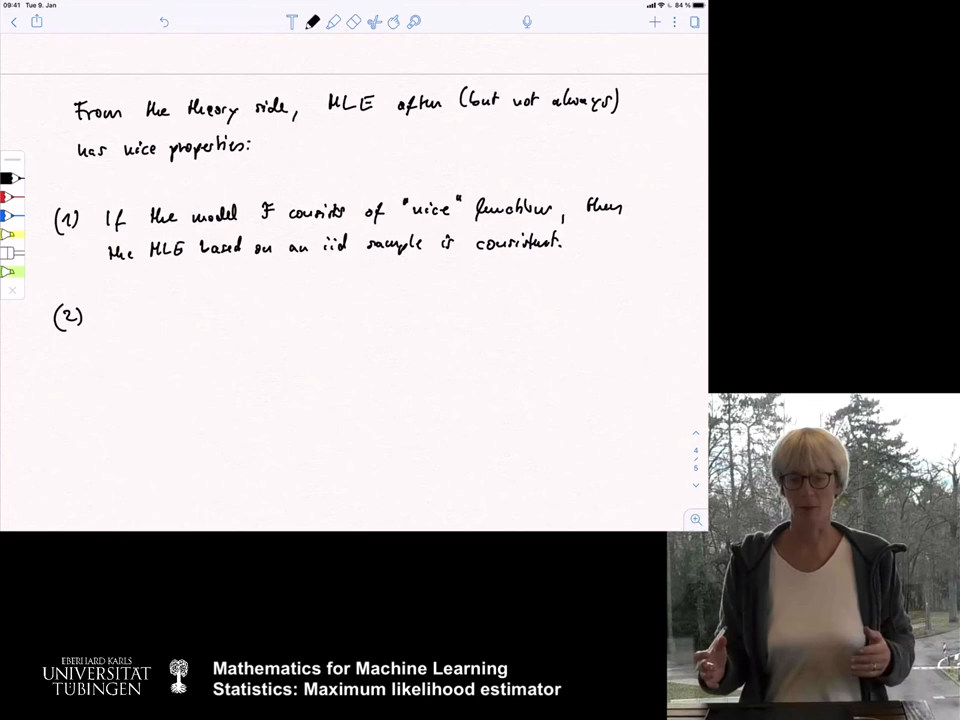 09:41 Tue 9. Jan
84 %
From the theory side, MLE often (but not always)
has nice properties:
(1) If the model F consists of "nice" functions, then
the MLE based on an iid sample is consistent.
(2)
4
5
EBERHARD KARLS
UNIVERSITÄT
TÜBINGEN
Mathematics for Machine Learning
Statistics: Maximum likelihood estimator